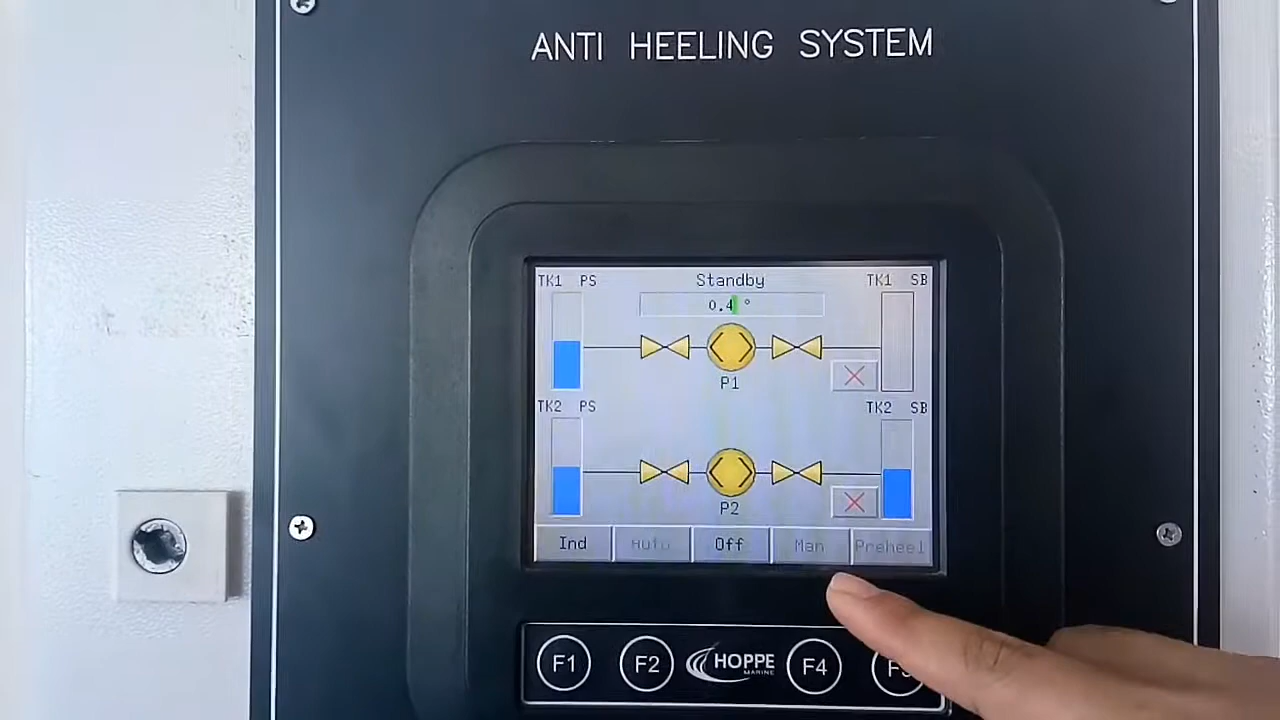 ANTI HEELING SYSTEM
TK1 PS
Standby
TK1 SB
0.4 °
P1
TK2 PS
TK2 SB
P2
Ind
Auto
Off
Man
Preheel
F1
F2
HOPPE
MARINE
F4